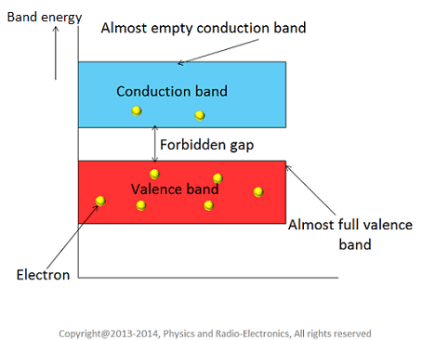 Band energy
Almost empty conduction band
Conduction band
Forbidden gap
Valence band
Almost full valence
band
Electron
Copyright@2013-2014, Physics and Radio-Electronics, All rights reserved